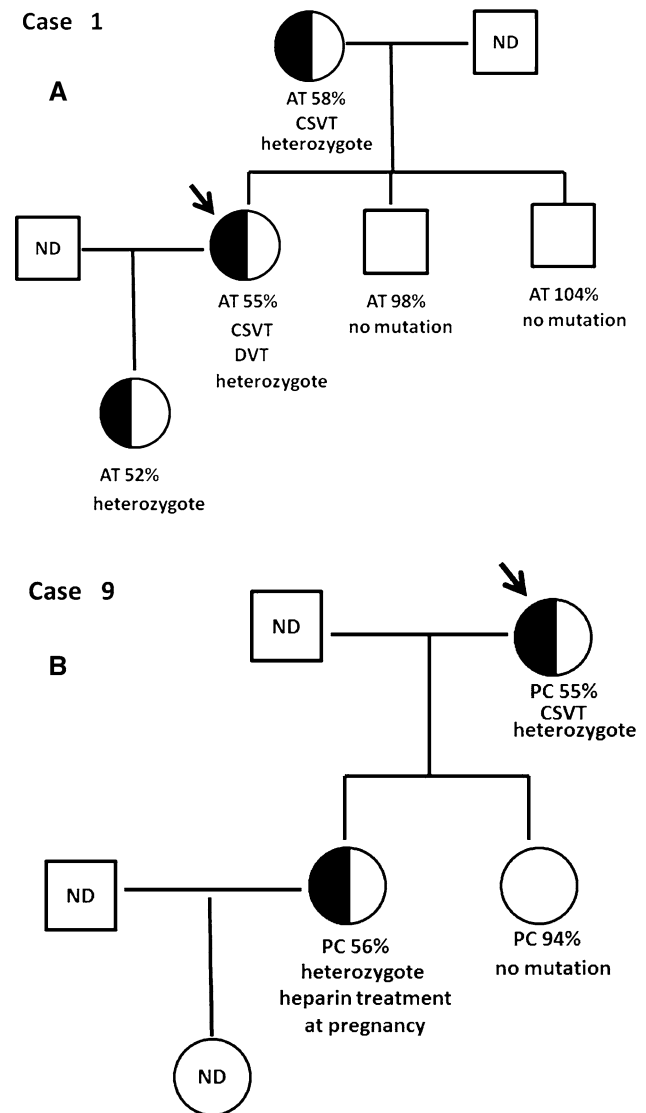 Case 1
A
ND
AT 58%
CSVT
heterozygote
ND
AT 55%
CSVT
DVT
heterozygote
AT 98%
no mutation
AT 104%
no mutation
AT 52%
heterozygote
Case 9
B
ND
PC 55%
CSVT
heterozygote
ND
PC 56%
heterozygote
heparin treatment
at pregnancy
PC 94%
no mutation
ND